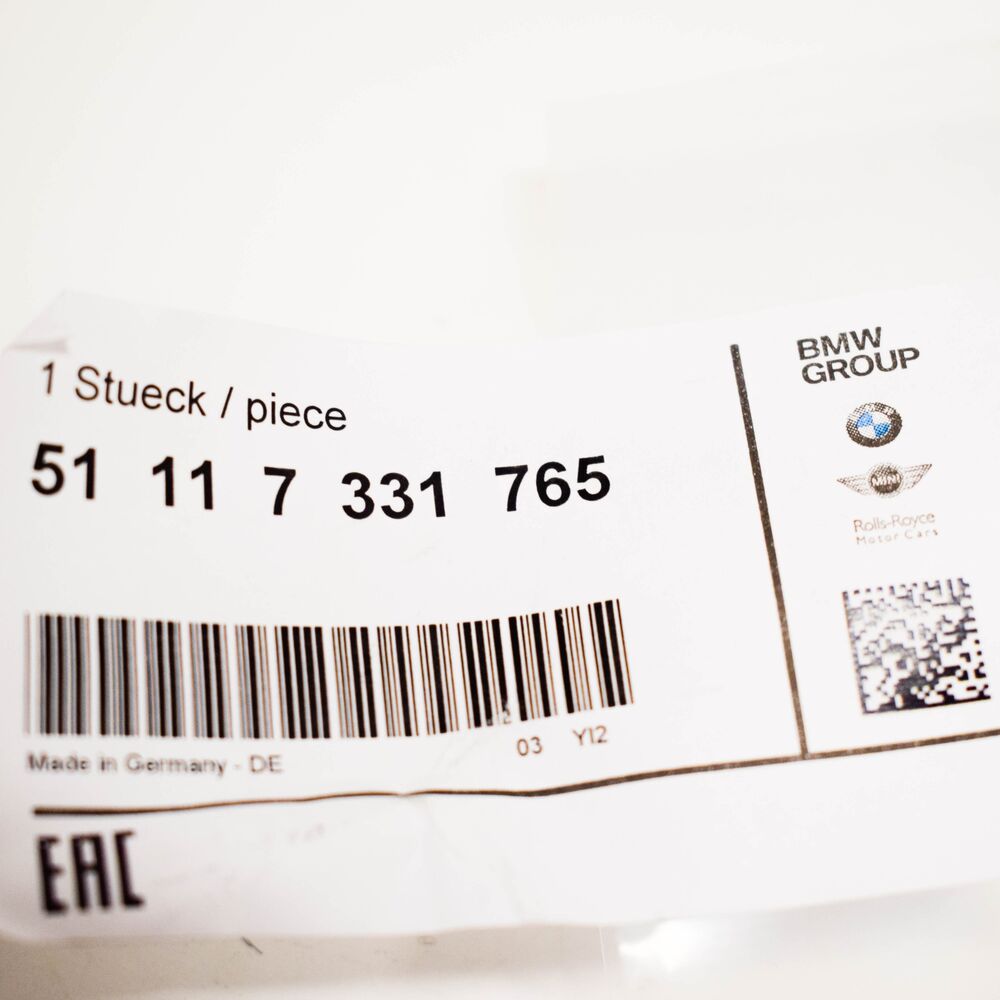 1 Stueck / piece
51 11 7 331 765
Made in Germany - DE
03 YI2
EAC
BMW
GROUP
MINI
Rolls-Royce
Motor Cars